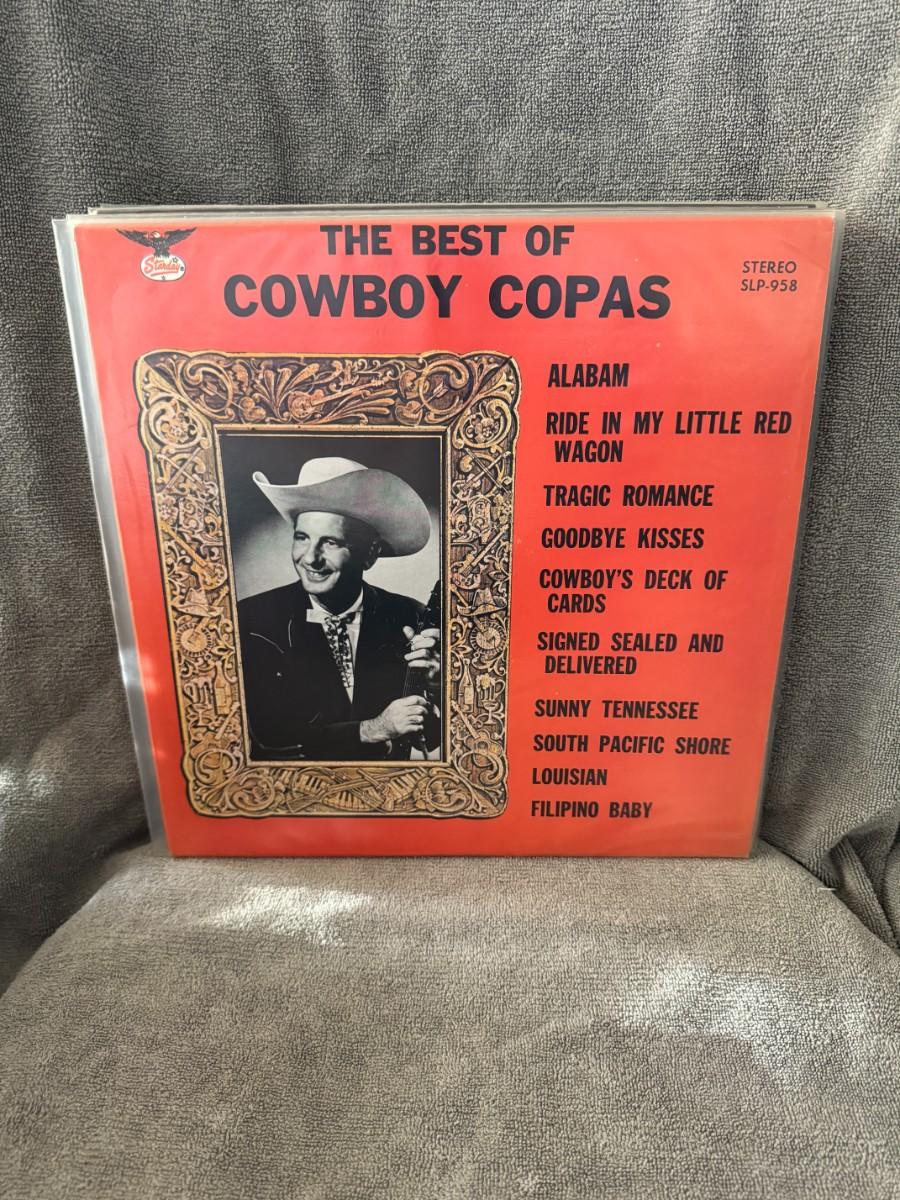 Starday
THE BEST OF
COWBOY COPAS
STEREO
SLP-958
ALABAM
RIDE IN MY LITTLE RED
WAGON
TRAGIC ROMANCE
GOODBYE KISSES
COWBOY'S DECK OF
CARDS
SIGNED SEALED AND
DELIVERED
SUNNY TENNESSEE
SOUTH PACIFIC SHORE
LOUISIAN
FILIPINO BABY